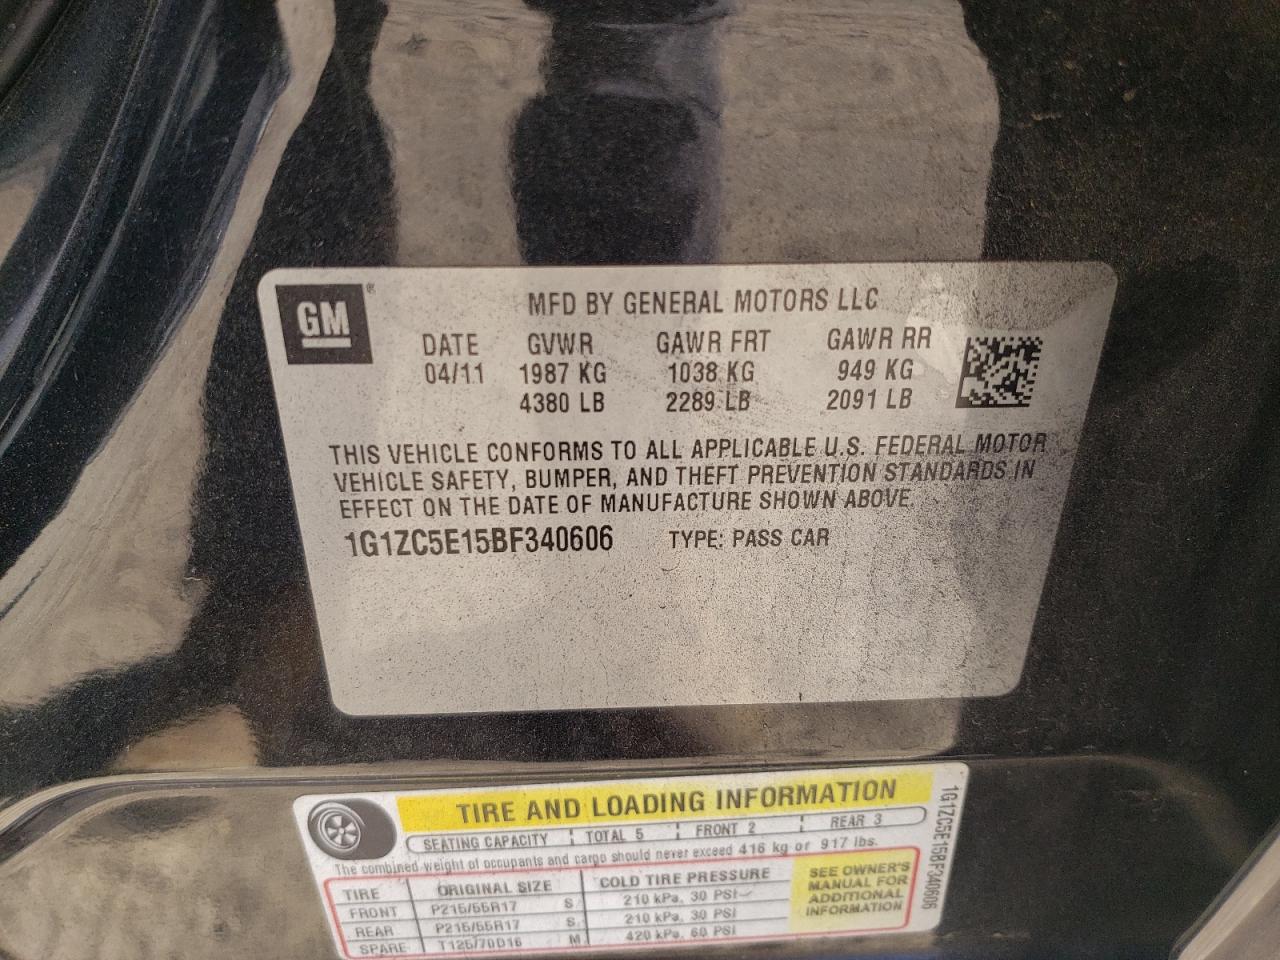 GM®
MFD BY GENERAL MOTORS LLC
DATE GVWR GAWR FRT GAWR RR
04/11 1987 KG 1038 KG 949 KG
4380 LB 2289 LB 2091 LB
THIS VEHICLE CONFORMS TO ALL APPLICABLE U.S. FEDERAL MOTOR
VEHICLE SAFETY, BUMPER, AND THEFT PREVENTION STANDARDS IN
EFFECT ON THE DATE OF MANUFACTURE SHOWN ABOVE.
1G1ZC5E15BF340606 TYPE: PASS CAR
TIRE AND LOADING INFORMATION
SEATING CAPACITY TOTAL 5 FRONT 2 REAR 3
The combined weight of occupants and cargo should never exceed 416 kg or 917 lbs.
TIRE ORIGINAL SIZE COLD TIRE PRESSURE
FRONT P215/55R17 S 210 kPa, 30 PSI
REAR P215/55R17 S 210 kPa, 30 PSI
SPARE T125/70D16 M 420 kPa, 60 PSI
SEE OWNER'S
MANUAL FOR
ADDITIONAL
INFORMATION
1G1ZC5E15BF340606